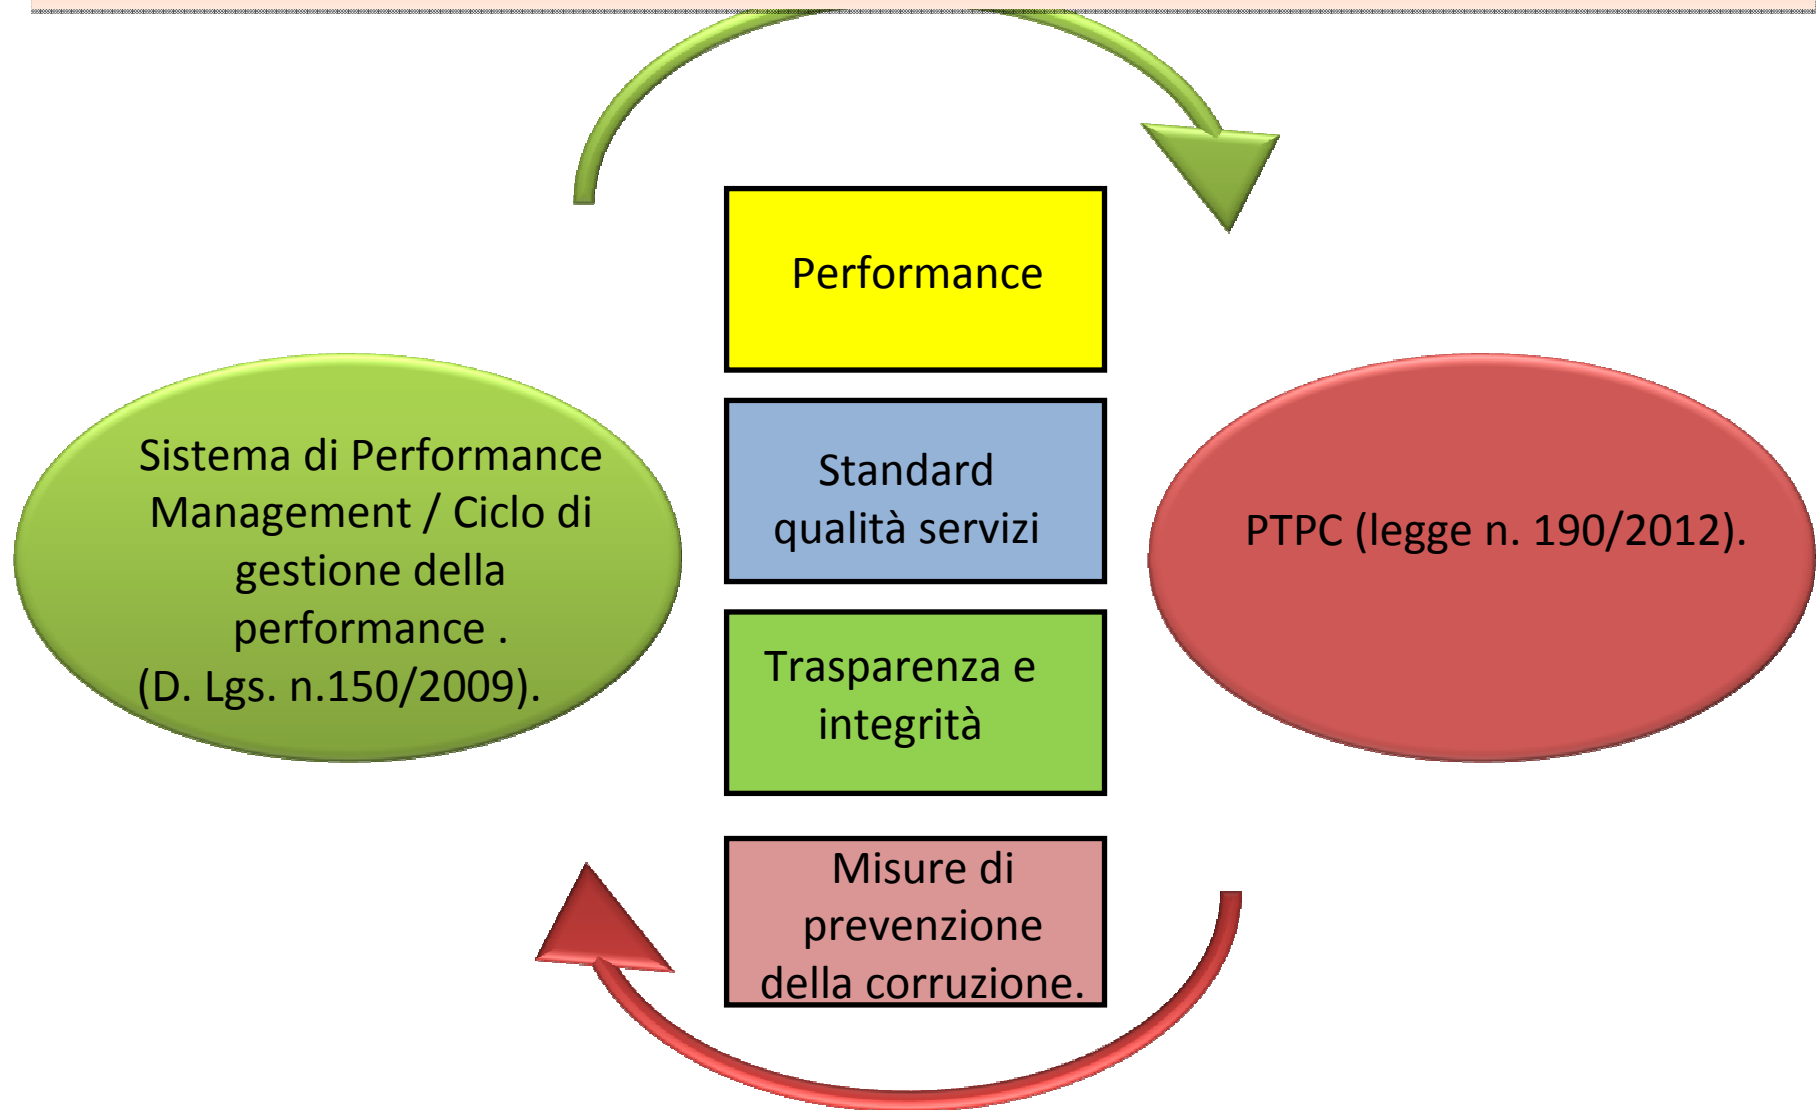 Performance
Sistema di Performance
Management / Ciclo di
gestione della
performance .
(D. Lgs. n.150/2009).
Standard
qualità servizi
PTPC (legge n. 190/2012).
Trasparenza e
integrità
Misure di
prevenzione
della corruzione.